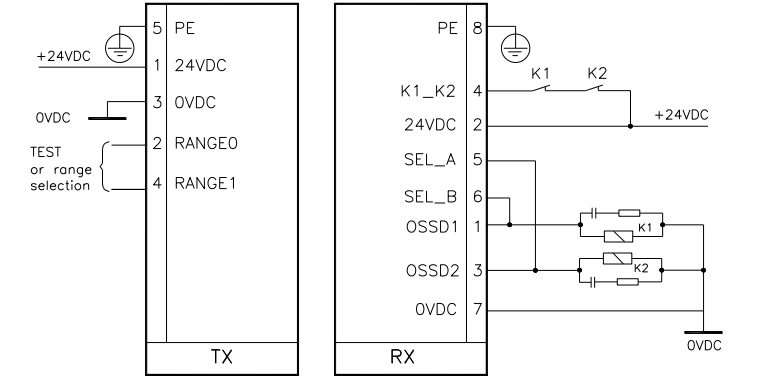 5 PE
+24VDC
1 24VDC
3 0VDC
0VDC
2 RANGE0
TEST
or range
selection
4 RANGE1
TX
PE 8
K1 K2
K1_K2 4
+24VDC
24VDC 2
SEL_A 5
SEL_B 6
OSSD1 1
K1
OSSD2 3
K2
0VDC 7
0VDC
RX